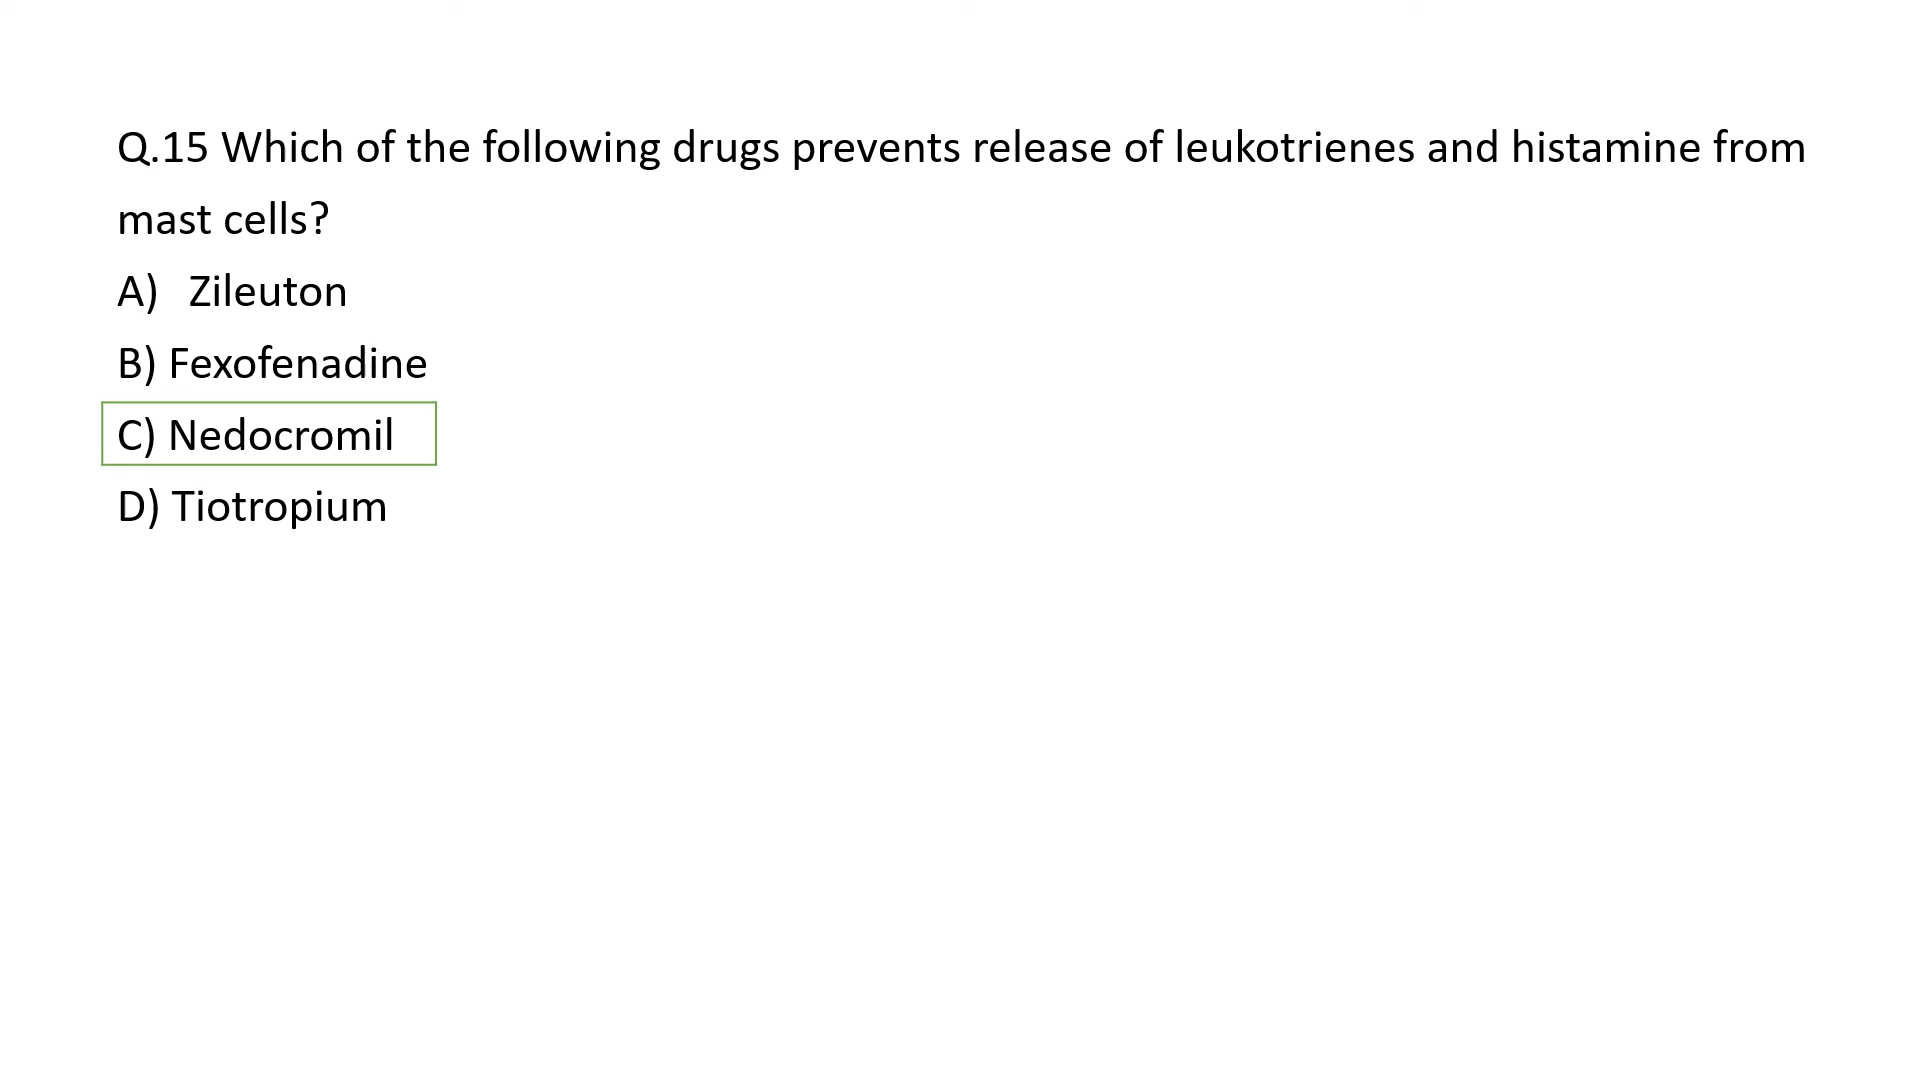 Q.15 Which of the following drugs prevents release of leukotrienes and histamine from
mast cells?
A) Zileuton
B) Fexofenadine
C) Nedocromil
D) Tiotropium